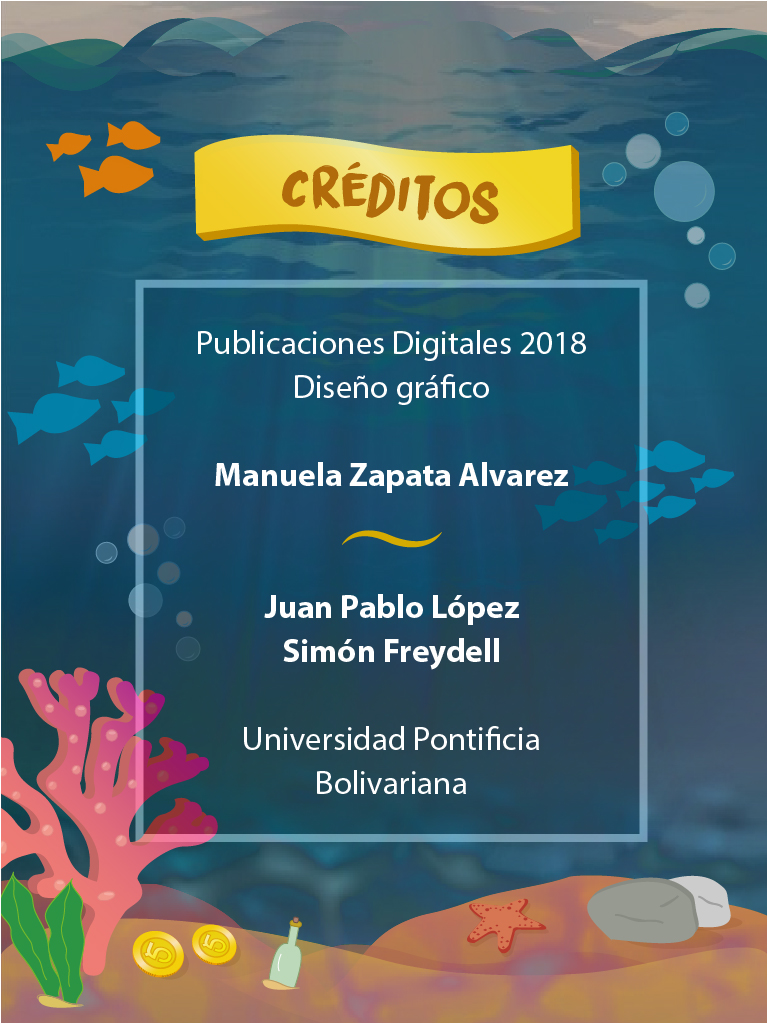 CRÉDITOS
Publicaciones Digitales 2018
Diseño gráfico
Manuela Zapata Alvarez
Juan Pablo López
Simón Freydell
Universidad Pontificia
Bolivariana
5 5